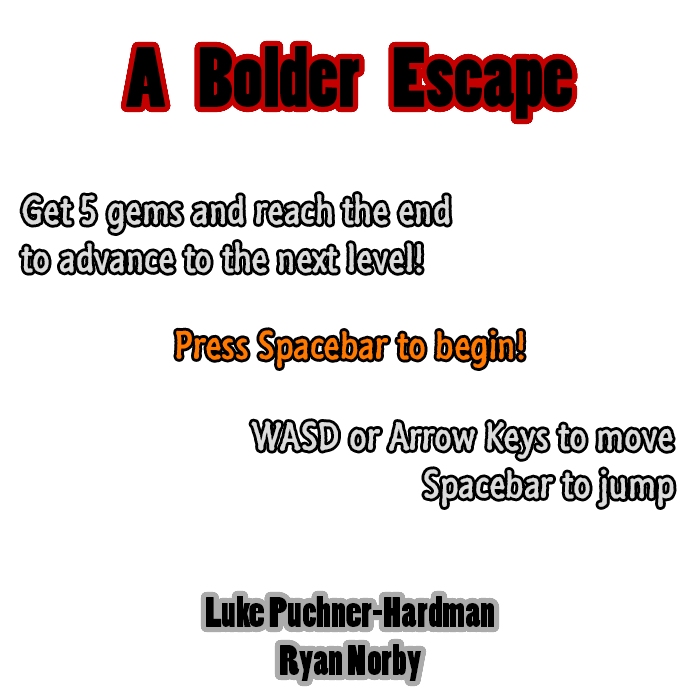 A Bolder Escape
Get 5 gems and reach the end
to advance to the next level!
Press Spacebar to begin!
WASD or Arrow Keys to move
Spacebar to jump
Luke Puchner-Hardman
Ryan Norby